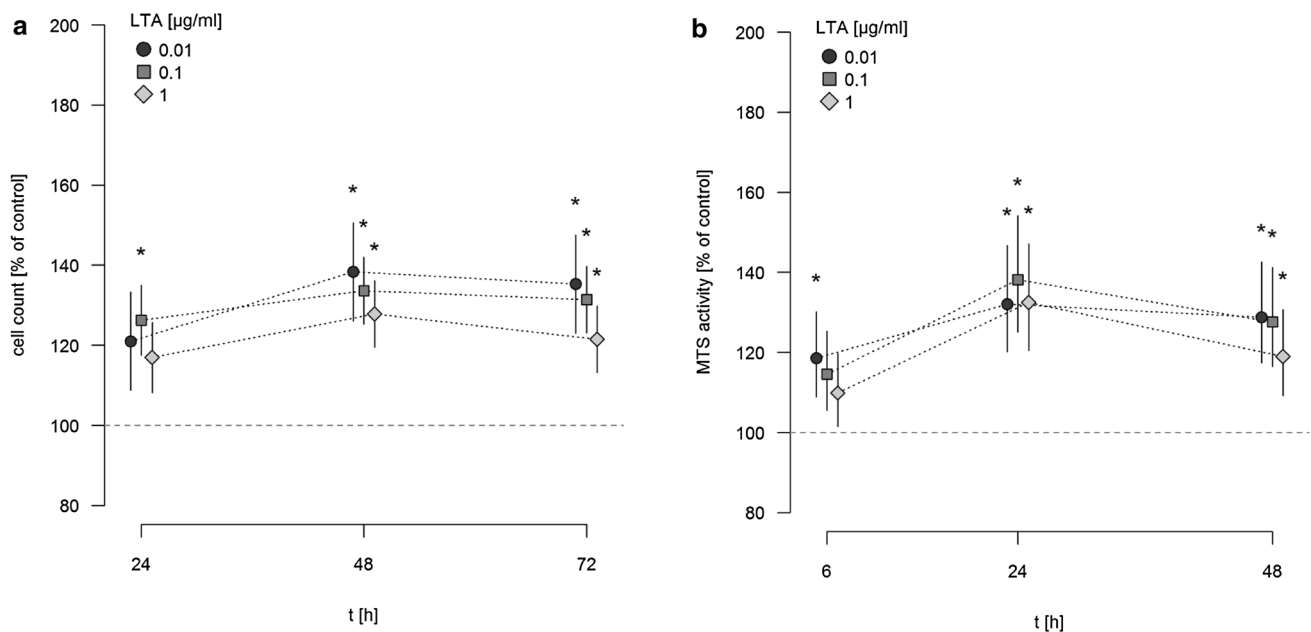 a
LTA [µg/ml]
0.01
0.1
1
200
180
160
140
120
100
80
cell count [% of control]
* * * * * * *
24 48 72
t [h]
b
LTA [µg/ml]
0.01
0.1
1
200
180
160
140
120
100
80
MTS activity [% of control]
* * * * * * *
6 24 48
t [h]